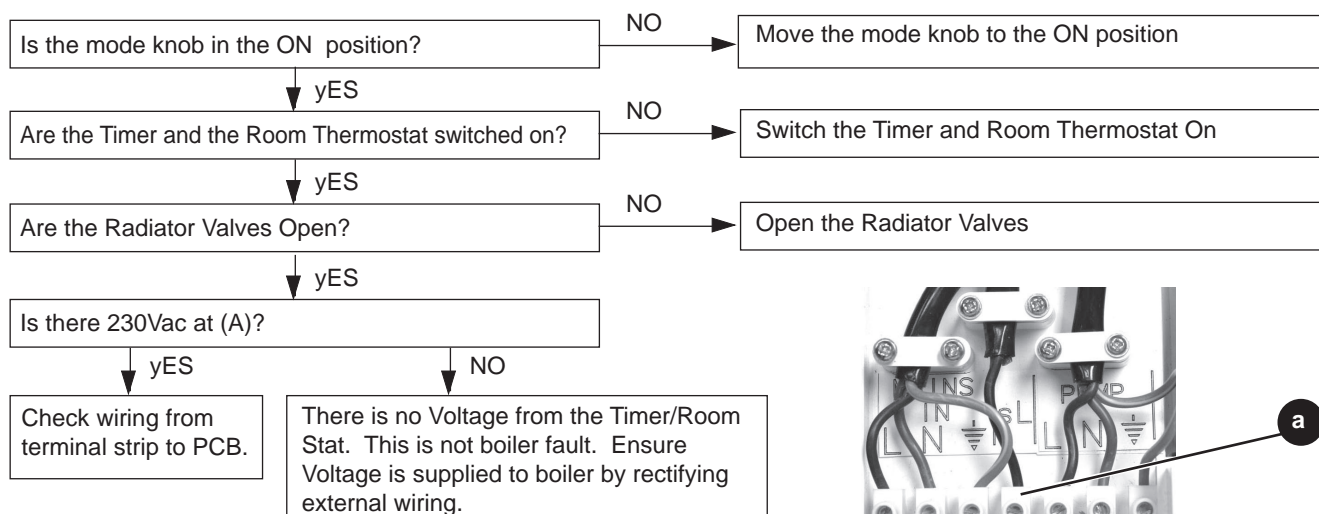 Is the mode knob in the ON position?
NO
Move the mode knob to the ON position
yES
Are the Timer and the Room Thermostat switched on?
NO
Switch the Timer and Room Thermostat On
yES
Are the Radiator Valves Open?
NO
Open the Radiator Valves
yES
Is there 230Vac at (A)?
yES
NO
Check wiring from
terminal strip to PCB.
There is no Voltage from the Timer/Room
Stat. This is not boiler fault. Ensure
Voltage is supplied to boiler by rectifying
external wiring.
IN
L N
L N
a